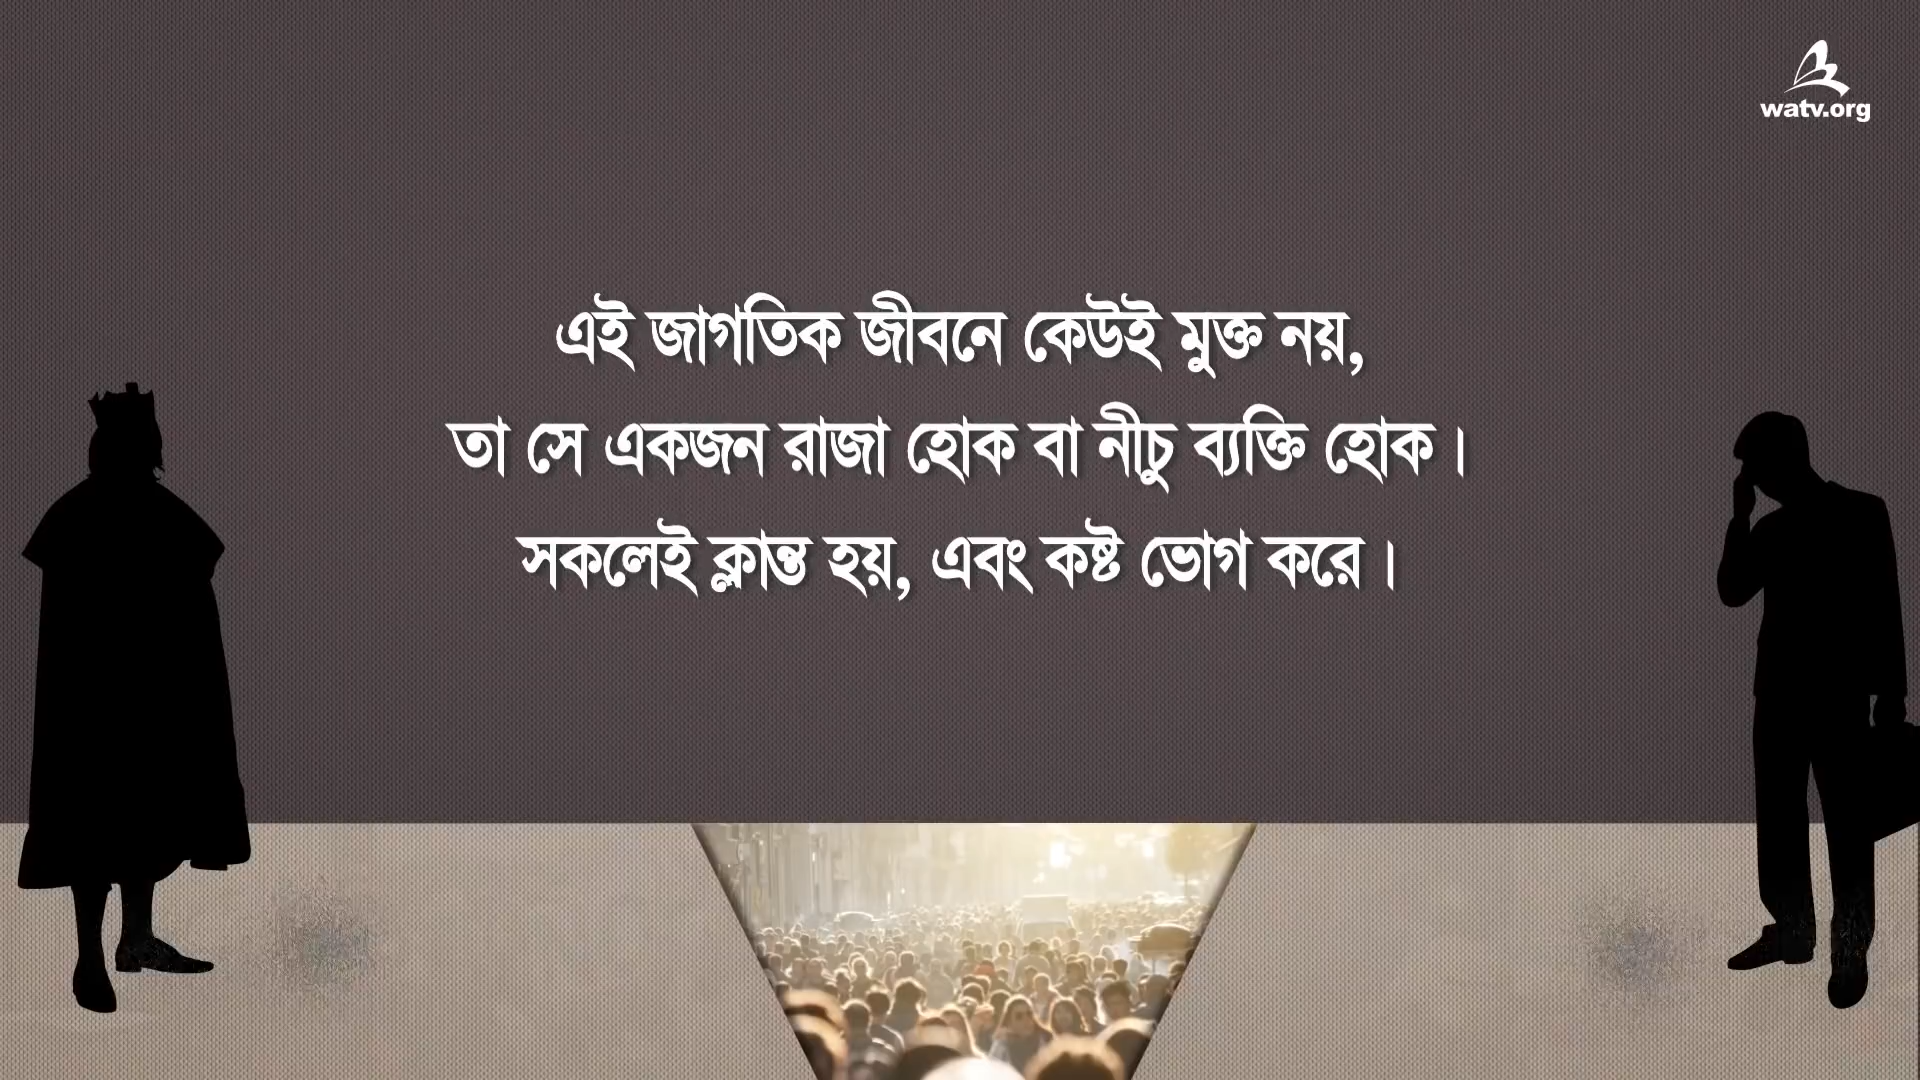 watv.org
এই জাগতিক জীবনে কেউই মুক্ত নয়,
তা সে একজন রাজা হোক বা নীচু ব্যক্তি হোক।
সকলেই ক্লান্ত হয়, এবং কষ্ট ভোগ করে।